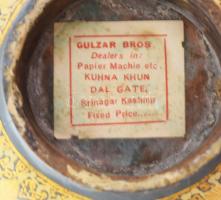 GULZAR BROS
Dealers in:
Papier Machie etc.
KUHNA KHUN
DAL GATE,
Srinagar Kashmir
Fixed Price......